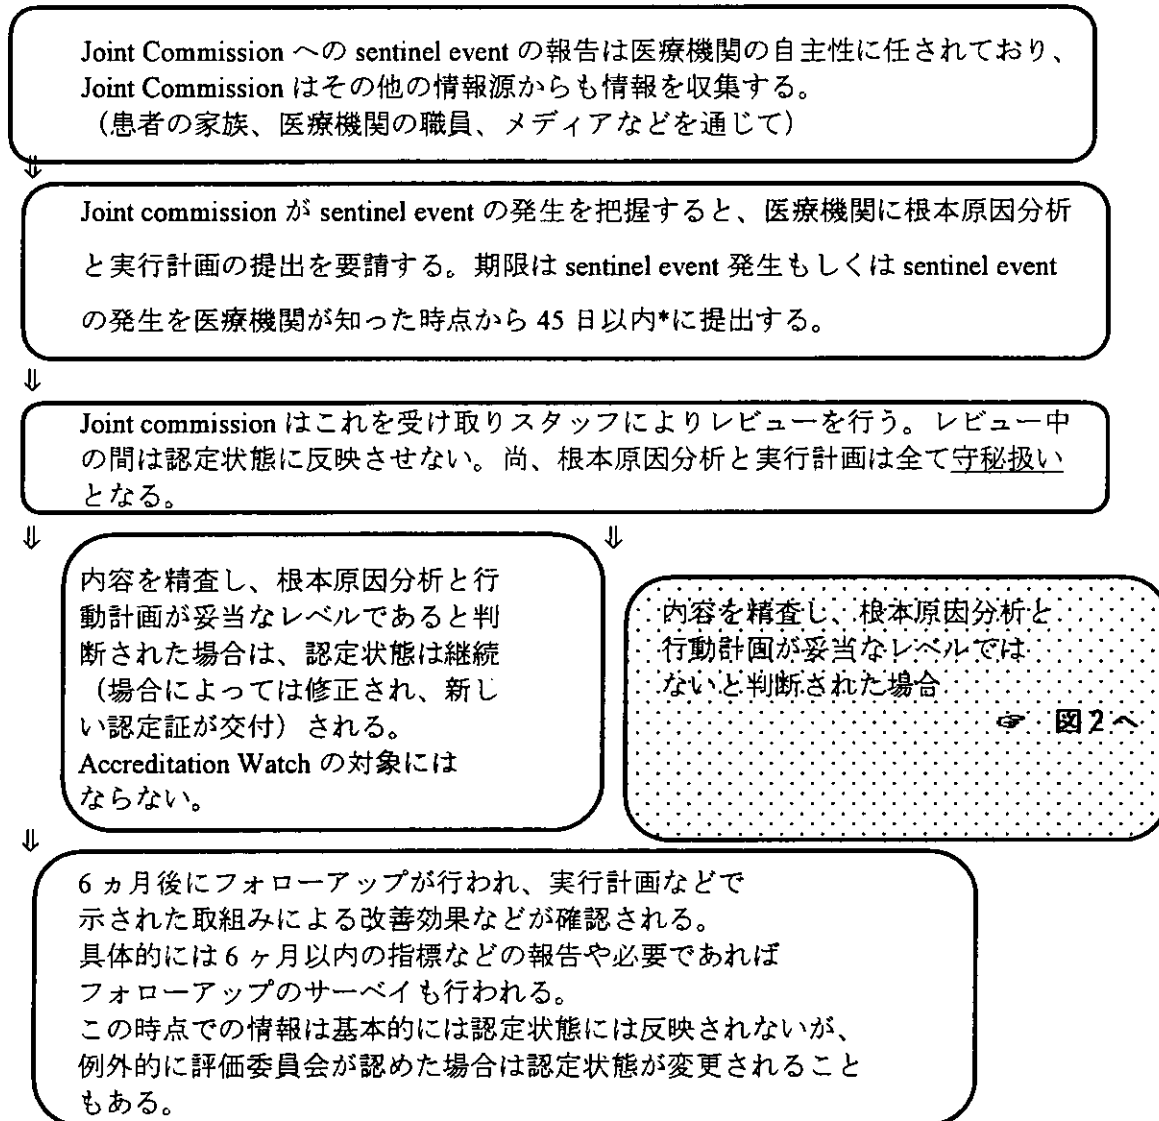 Joint Commission への sentinel event の報告は医療機関の自主性に任されており、
Joint Commission はその他の情報源からも情報を収集する。
（患者の家族、医療機関の職員、メディアなどを通じて）
⇓
Joint commission が sentinel event の発生を把握すると、医療機関に根本原因分析
と実行計画の提出を要請する。期限は sentinel event 発生もしくは sentinel event
の発生を医療機関が知った時点から 45 日以内*に提出する。
⇓
Joint commission はこれを受け取りスタッフによりレビューを行う。レビュー中
の間は認定状態に反映させない。尚、根本原因分析と実行計画は全て守秘扱い
となる。
⇓ ⇓
内容を精査し、根本原因分析と行
動計画が妥当なレベルであると判
断された場合は、認定状態は継続
（場合によっては修正され、新し
い認定証が交付）される。
Accreditation Watch の対象には
ならない。
内容を精査し、根本原因分析と
行動計画が妥当なレベルでは
ないと判断された場合
☞ 図2へ
⇓
6 ヵ月後にフォローアップが行われ、実行計画などで
示された取組みによる改善効果などが確認される。
具体的には 6 ヶ月以内の指標などの報告や必要であれば
フォローアップのサーベイも行われる。
この時点での情報は基本的には認定状態には反映されないが、
例外的に評価委員会が認めた場合は認定状態が変更されること
もある。